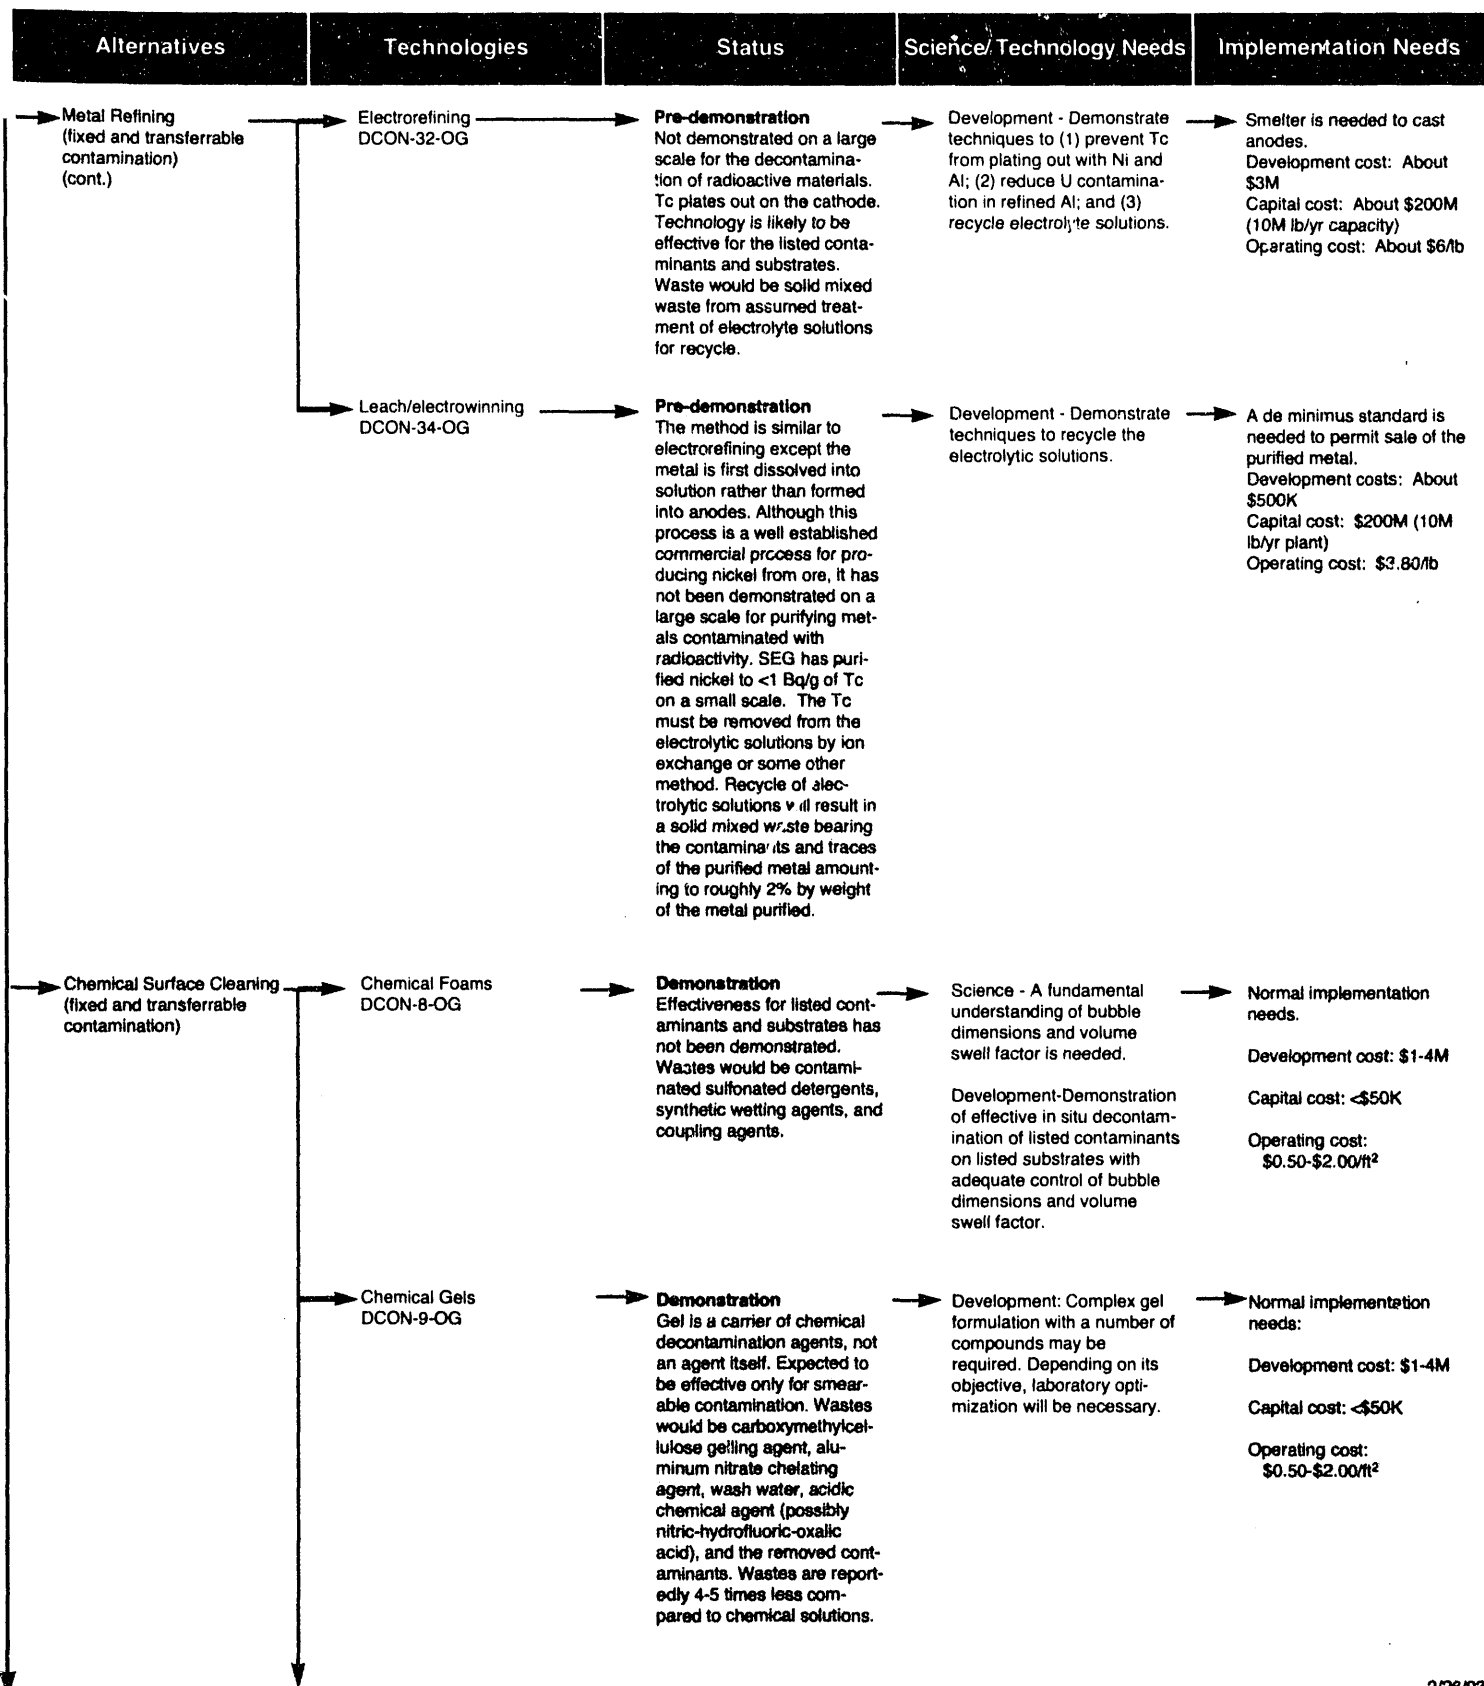 Alternatives
Technologies
Status
Science/Technology Needs
Implementation Needs
Metal Refining
(fixed and transferrable
contamination)
(cont.)
Electrorefining
DCON-32-OG
Pre-demonstration
Not demonstrated on a large
scale for the decontamina-
tion of radioactive materials.
Tc plates out on the cathode.
Technology is likely to be
effective for the listed conta-
minants and substrates.
Waste would be solid mixed
waste from assumed treat-
ment of electrolyte solutions
for recycle.
Development - Demonstrate
techniques to (1) prevent Tc
from plating out with Ni and
Al; (2) reduce U contamina-
tion in refined Al; and (3)
recycle electrolyte solutions.
Smelter is needed to cast
anodes.
Development cost: About
$3M
Capital cost: About $200M
(10M lb/yr capacity)
Operating cost: About $6/lb
Leach/electrowinning
DCON-34-OG
Pre-demonstration
The method is similar to
electrorefining except the
metal is first dissolved into
solution rather than formed
into anodes. Although this
process is a well established
commercial process for pro-
ducing nickel from ore, it has
not been demonstrated on a
large scale for purifying met-
als contaminated with
radioactivity. SEG has puri-
fied nickel to <1 Bq/g of Tc
on a small scale. The Tc
must be removed from the
electrolytic solutions by ion
exchange or some other
method. Recycle of elec-
trolytic solutions will result in
a solid mixed waste bearing
the contaminants and traces
of the purified metal amount-
ing to roughly 2% by weight
of the metal purified.
Development - Demonstrate
techniques to recycle the
electrolytic solutions.
A de minimus standard is
needed to permit sale of the
purified metal.
Development costs: About
$500K
Capital cost: $200M (10M
lb/yr plant)
Operating cost: $3.80/lb
Chemical Surface Cleaning
(fixed and transferrable
contamination)
Chemical Foams
DCON-8-OG
Demonstration
Effectiveness for listed cont-
aminants and substrates has
not been demonstrated.
Wastes would be contami-
nated sulfonated detergents,
synthetic wetting agents, and
coupling agents.
Science - A fundamental
understanding of bubble
dimensions and volume
swell factor is needed.
Development-Demonstration
of effective in situ decontam-
ination of listed contaminants
on listed substrates with
adequate control of bubble
dimensions and volume
swell factor.
Normal implementation
needs.
Development cost: $1-4M
Capital cost: <$50K
Operating cost:
$0.50-$2.00/ft²
Chemical Gels
DCON-9-OG
Demonstration
Gel is a carrier of chemical
decontamination agents, not
an agent itself. Expected to
be effective only for smear-
able contamination. Wastes
would be carboxymethylcel-
lulose gelling agent, alu-
minum nitrate chelating
agent, wash water, acidic
chemical agent (possibly
nitric-hydrofluoric-oxalic
acid), and the removed cont-
aminants. Wastes are report-
edly 4-5 times less com-
pared to chemical solutions.
Development: Complex gel
formulation with a number of
compounds may be
required. Depending on its
objective, laboratory opti-
mization will be necessary.
Normal implementation
needs:
Development cost: $1-4M
Capital cost: <$50K
Operating cost:
$0.50-$2.00/ft²